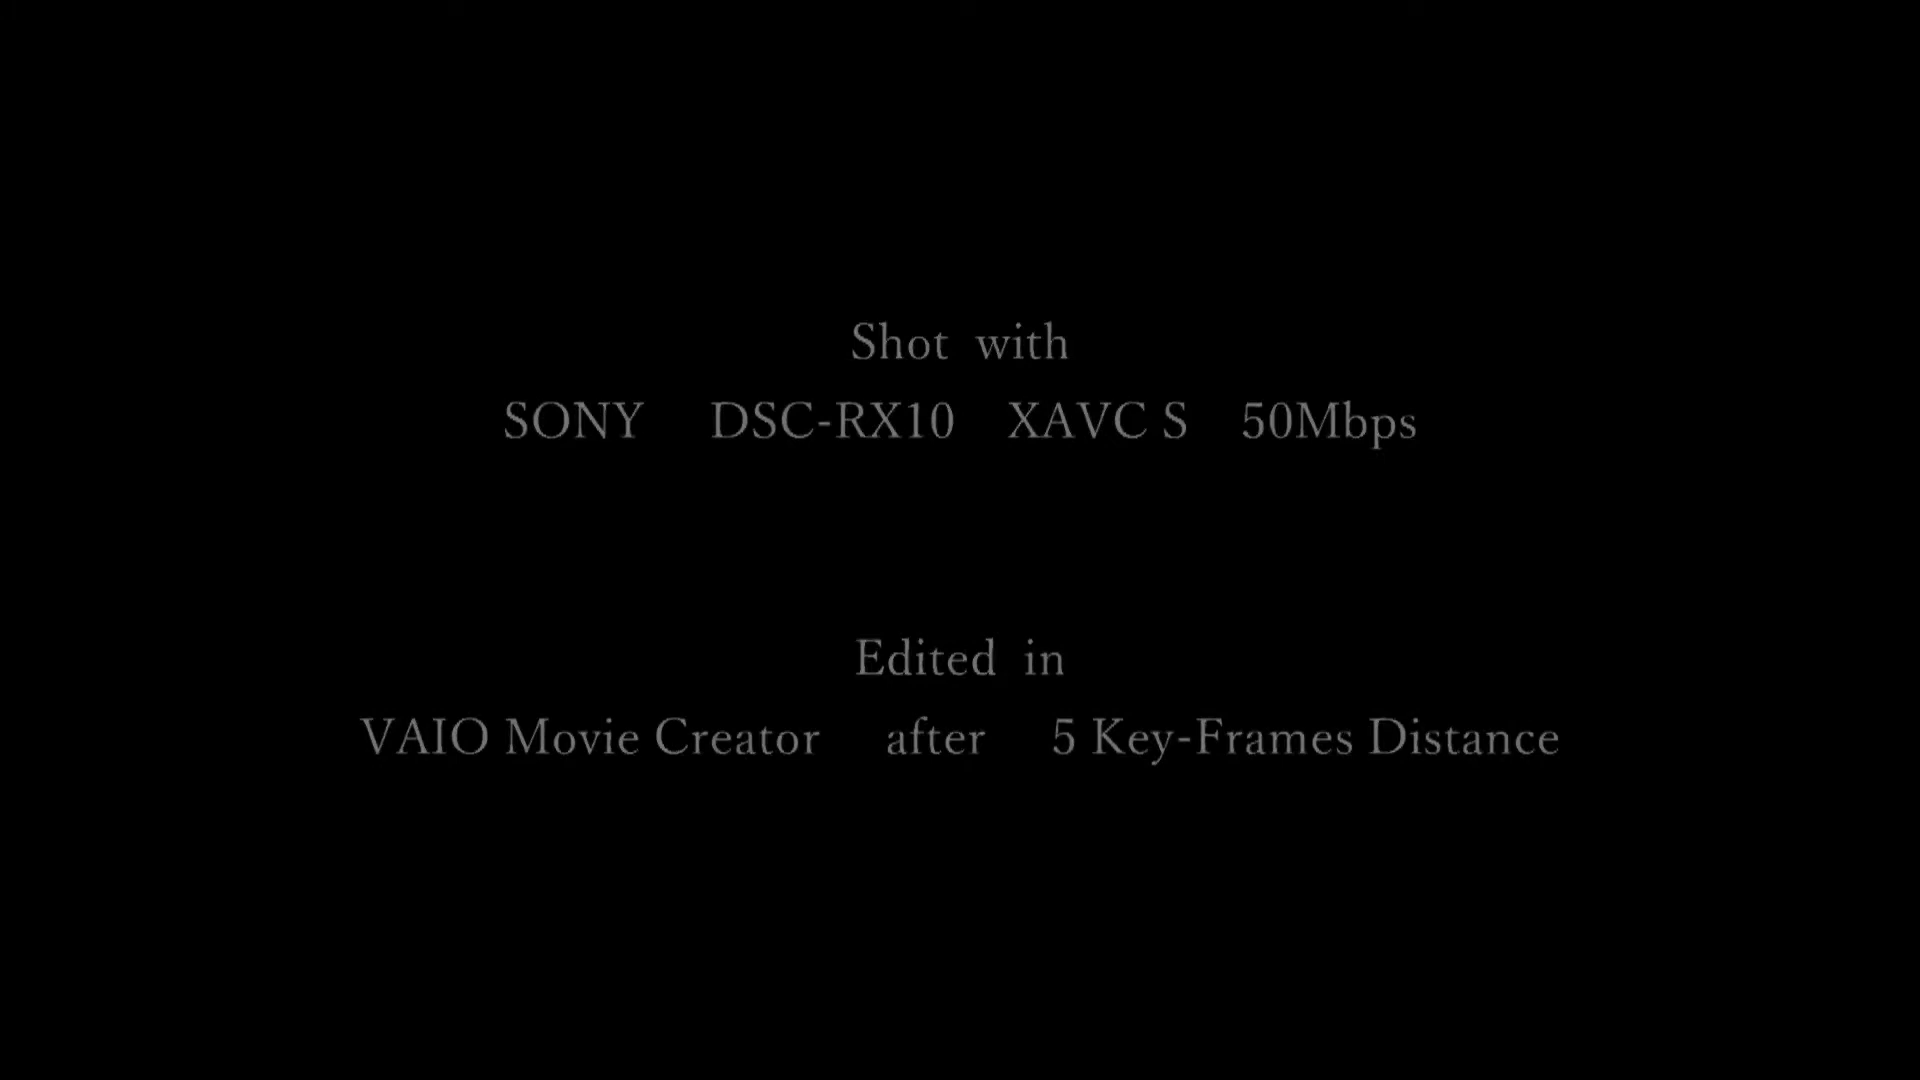 Shot with
SONY DSC-RX10 XAVC S 50Mbps
Edited in
VAIO Movie Creator after 5 Key-Frames Distance